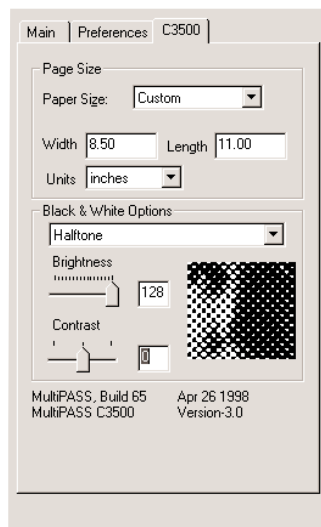 Main Preferences C3500
Page Size
Paper Size: Custom
Width 8.50 Length 11.00
Units inches
Black & White Options
Halftone
Brightness
128
Contrast
0
MultiPASS, Build 65 Apr 26 1998
MultiPASS C3500 Version-3.0